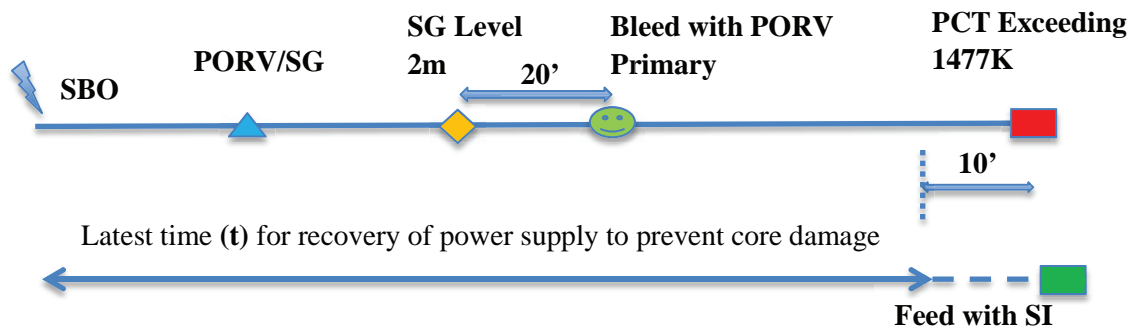 SBO
PORV/SG
SG Level
2m
20’
Bleed with PORV
Primary
PCT Exceeding
1477K
10’
Latest time (t) for recovery of power supply to prevent core damage
Feed with SI